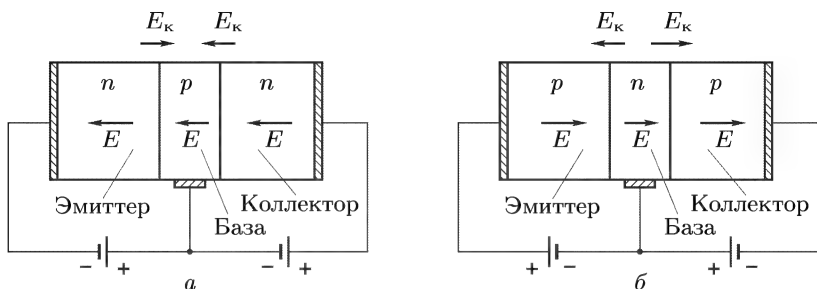 Eк Eк Eк Eк
n p n p n p
E E E E E E
Эмиттер База Коллектор Эмиттер База Коллектор
− + − + + − − +
а б